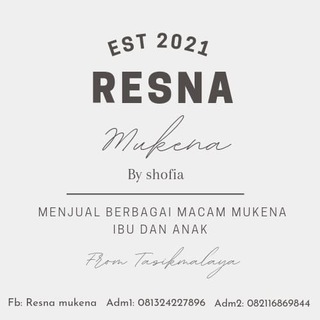 EST 2021
RESNA
Mukena
By shofia
MENJUAL BERBAGAI MACAM MUKENA
IBU DAN ANAK
From Tasikmalaya
Fb: Resna mukena Adm1: 081324227896 Adm2: 082116869844